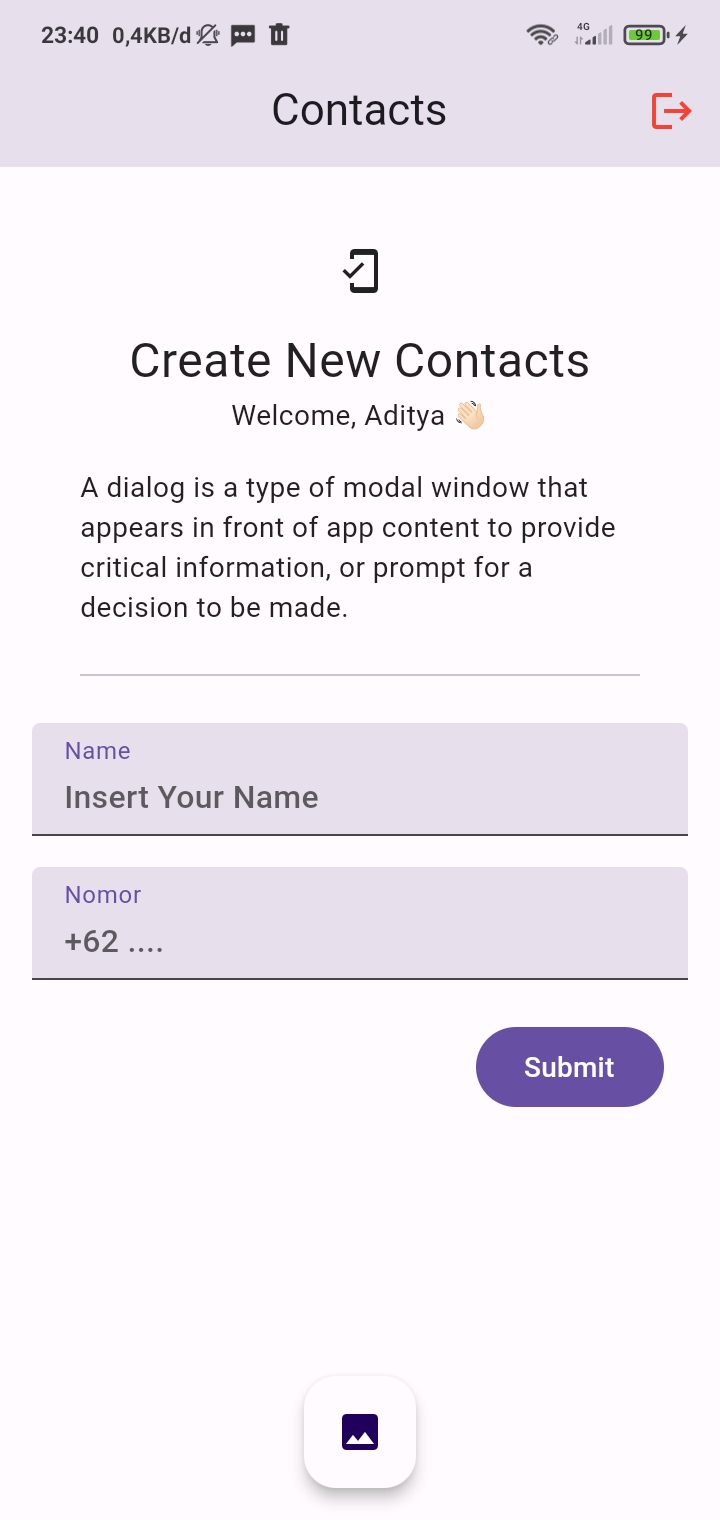 23:40 0,4KB/d 4G 99
Contacts
Create New Contacts
Welcome, Aditya 👋🏻
A dialog is a type of modal window that
appears in front of app content to provide
critical information, or prompt for a
decision to be made.
Name
Insert Your Name
Nomor
+62 ....
Submit